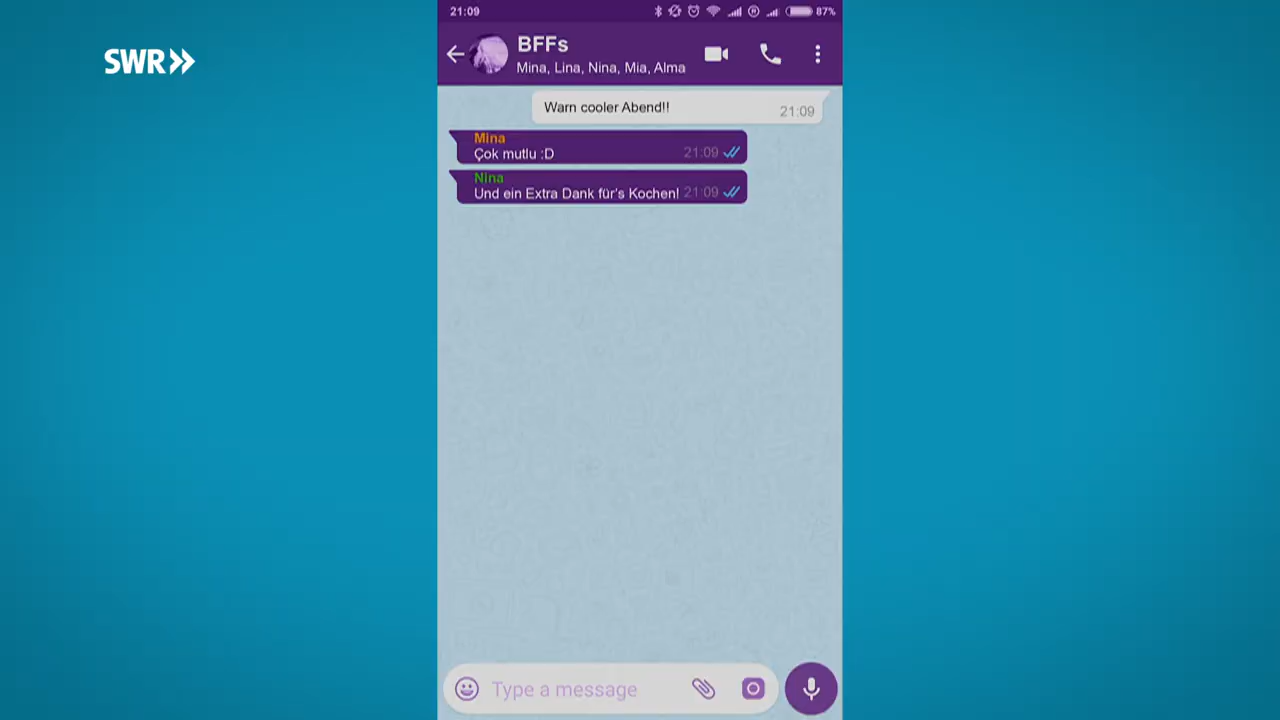 21:09
87%
SWR
BFFs
Mina, Lina, Nina, Mia, Alma
Warn cooler Abend!!
21:09
Mina
Çok mutlu :D
21:09
Nina
Und ein Extra Dank für's Kochen!
21:09
Type a message